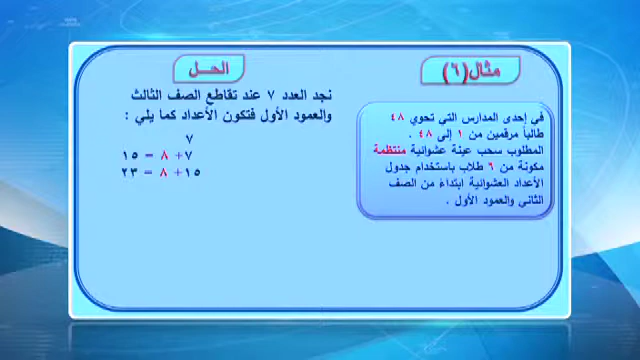 مثال (٦)
في إحدى المدارس التي تحوي ٤٨
طالباً مرقمين من ١ إلى ٤٨ .
المطلوب سحب عينة عشوائية منتظمة
مكونة من ٦ طلاب باستخدام جدول
الأعداد العشوائية ابتداءً من الصف
الثاني والعمود الأول .
الحـل
نجد العدد ٧ عند تقاطع الصف الثالث
والعمود الأول فتكون الأعداد كما يلي :
٧
٧+ ٨ = ١٥
١٥+ ٨ = ٢٣